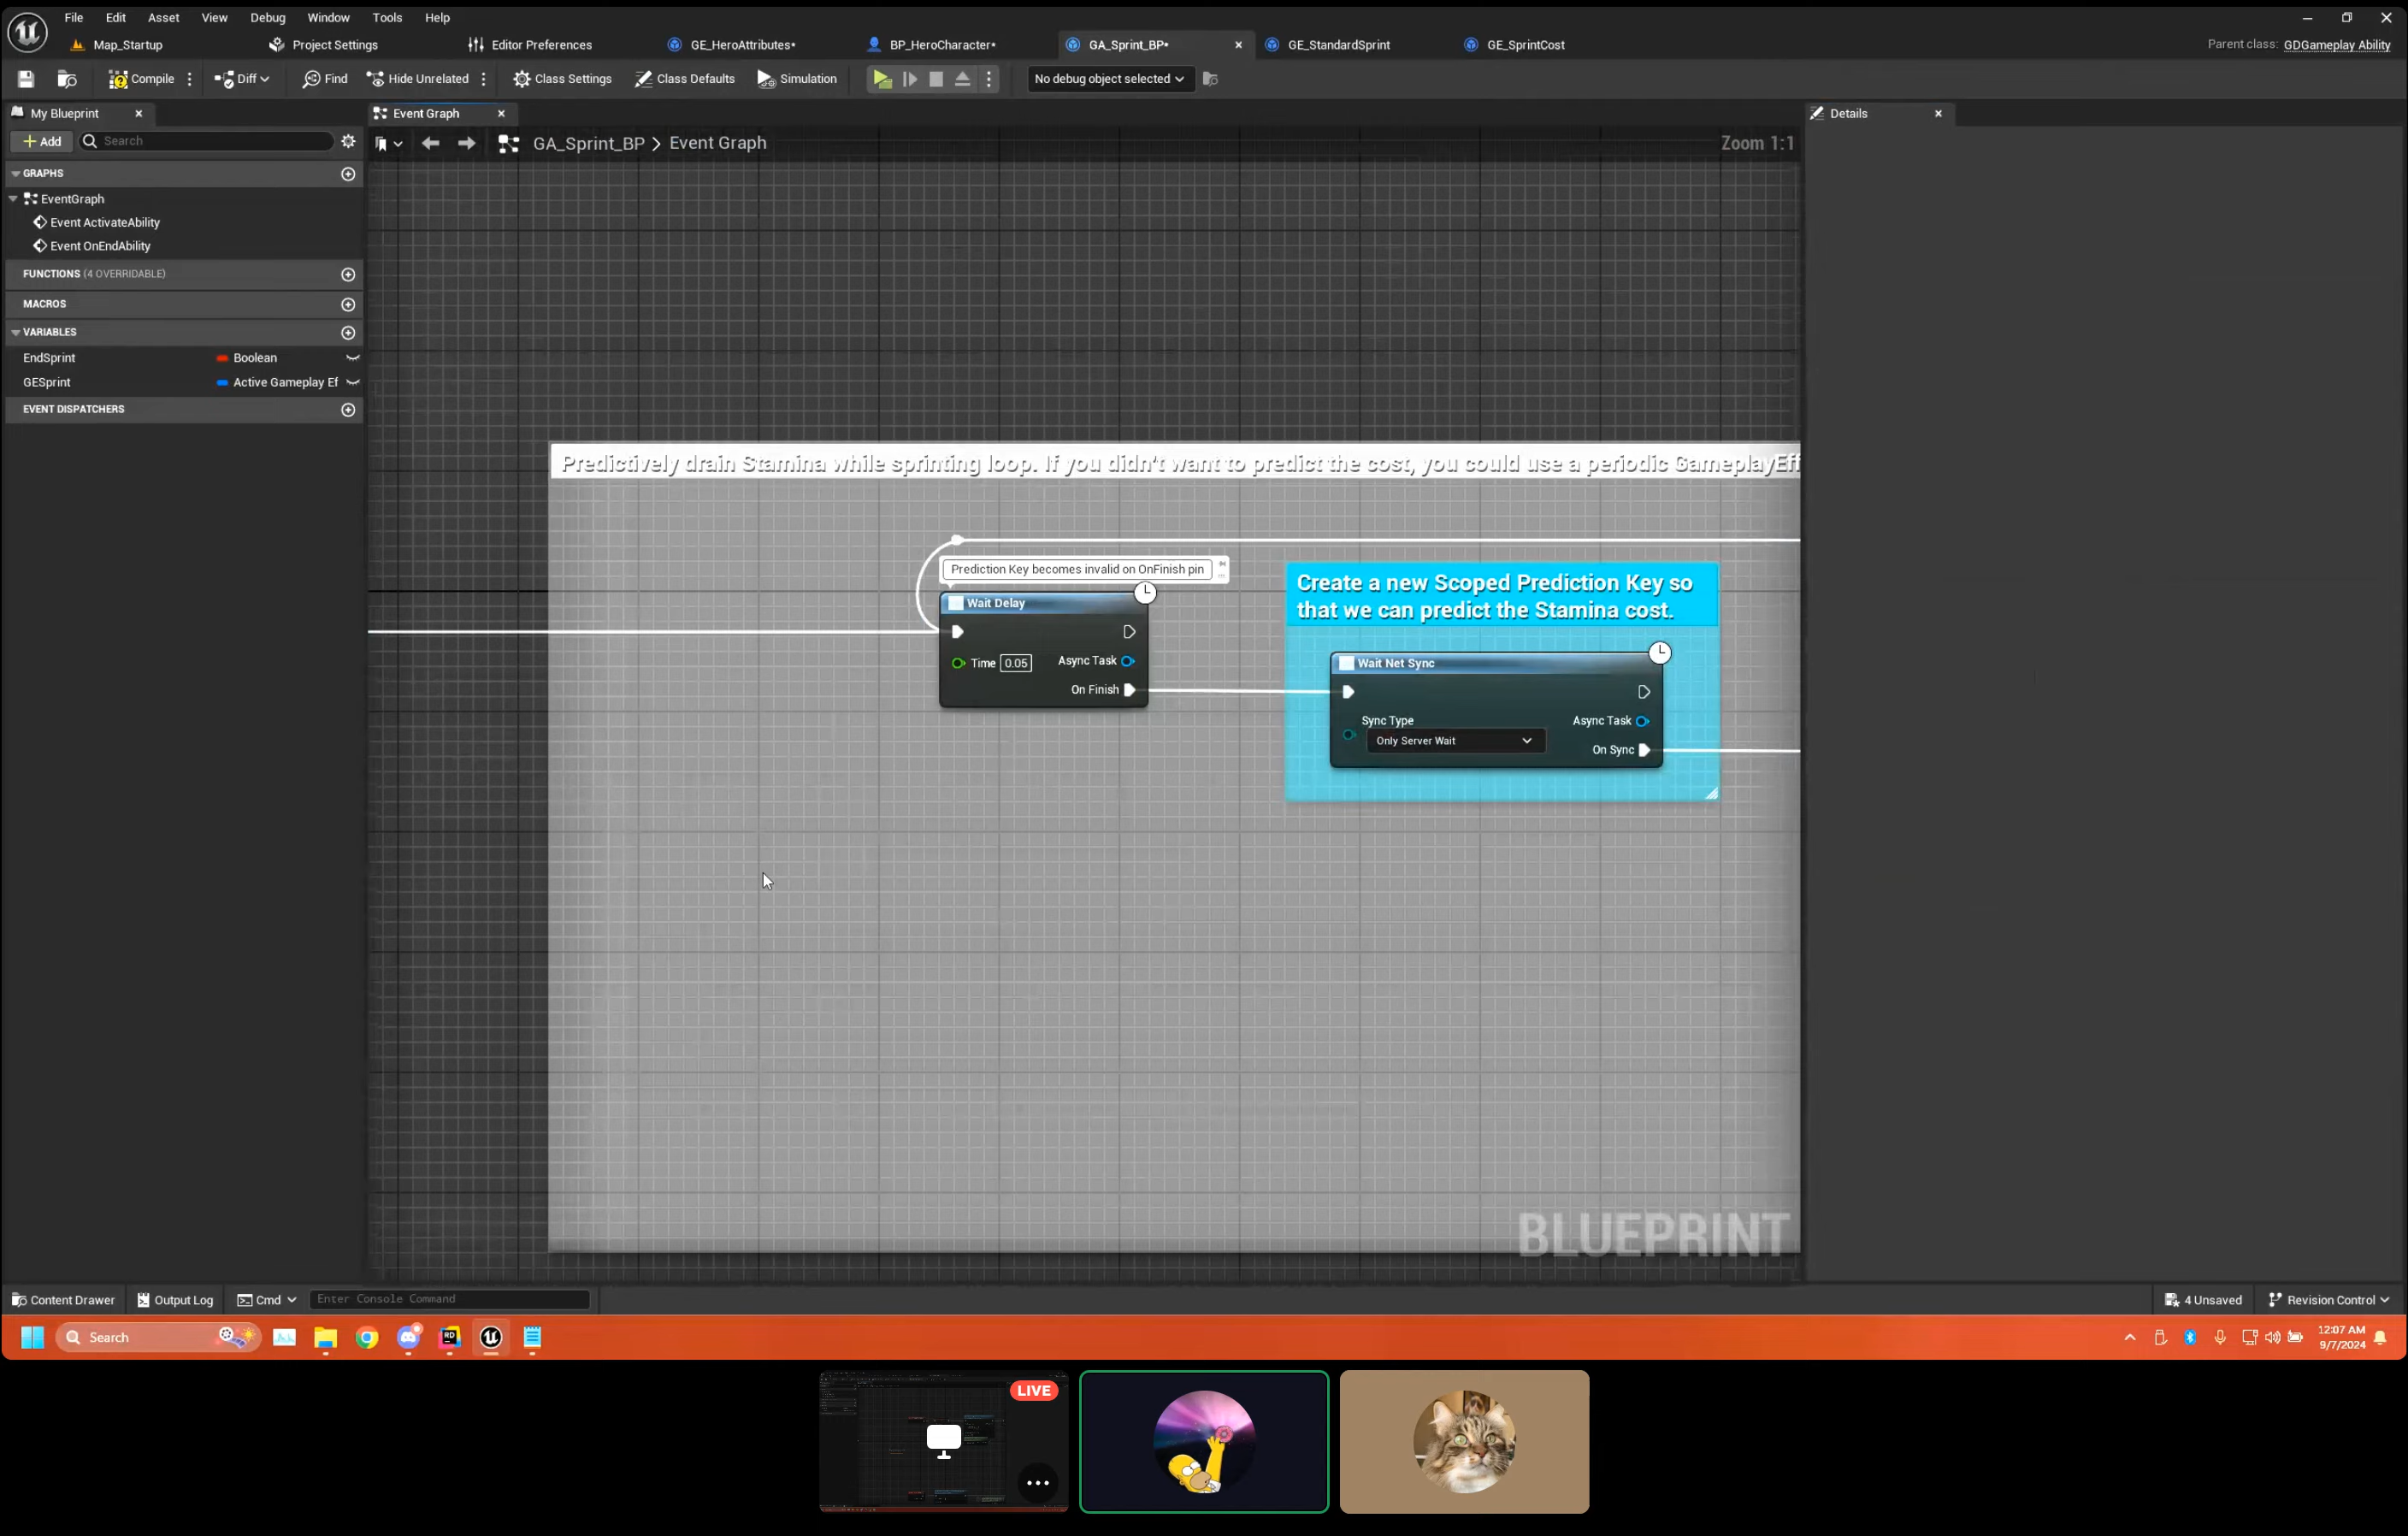 File Edit Asset View Debug Window Tools Help
Map_Startup Project Settings Editor Preferences GE_HeroAttributes* BP_HeroCharacter* GA_Sprint_BP* GE_StandardSprint GE_SprintCost Parent class: GDGameplay Ability
Compile Diff Find Hide Unrelated Class Settings Class Defaults Simulation No debug object selected
My Blueprint Event Graph Details
Add Search GA_Sprint_BP > Event Graph Zoom 1:1
GRAPHS
EventGraph
Event ActivateAbility
Event OnEndAbility
FUNCTIONS (4 OVERRIDABLE)
MACROS
VARIABLES
EndSprint Boolean
GESprint Active Gameplay Ef
EVENT DISPATCHERS
Predictively drain Stamina while sprinting loop. If you didn't want to predict the cost, you could use a periodic GameplayEff
Prediction Key becomes invalid on OnFinish pin
Wait Delay
Time 0.05 Async Task
On Finish
Create a new Scoped Prediction Key so
that we can predict the Stamina cost.
Wait Net Sync
Sync Type Async Task
Only Server Wait On Sync
BLUEPRINT
Content Drawer Output Log Cmd Enter Console Command 4 Unsaved Revision Control
Search RD 12:07 AM
9/7/2024
LIVE